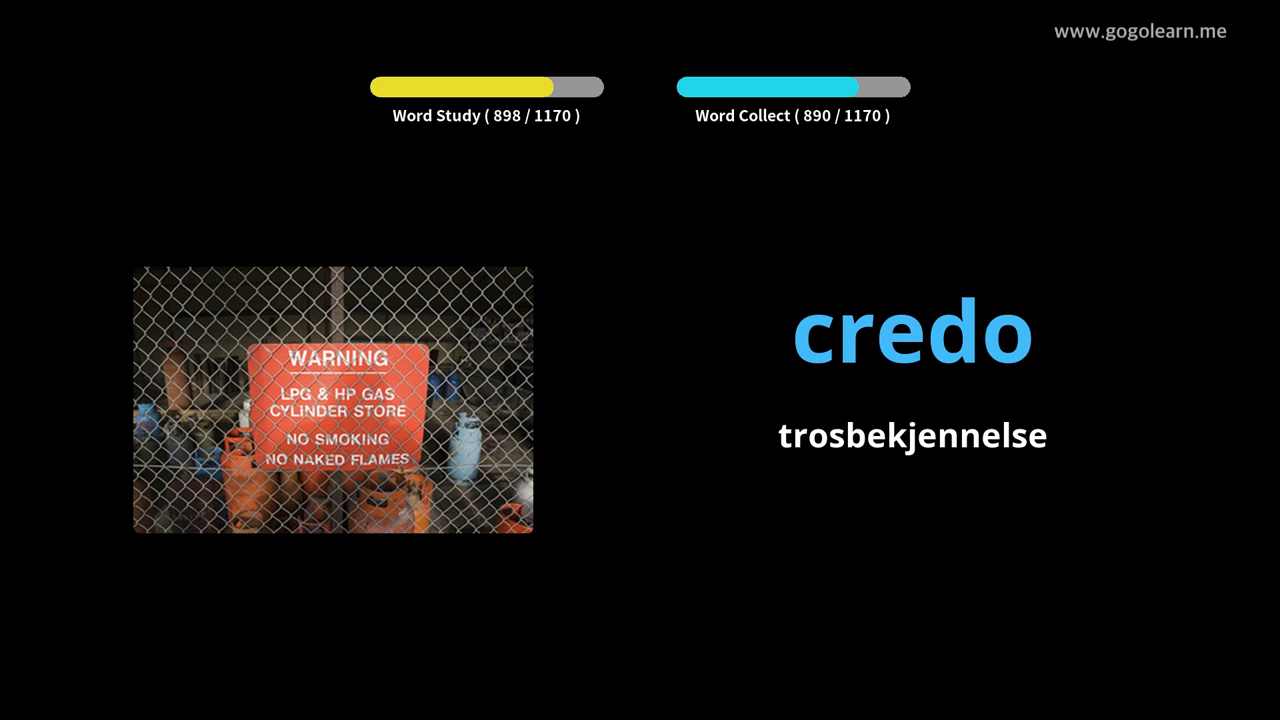 www.gogolearn.me
Word Study ( 898 / 1170 )
Word Collect ( 890 / 1170 )
WARNING
LPG & HP GAS
CYLINDER STORE
NO SMOKING
NO NAKED FLAMES
credo
trosbekjennelse